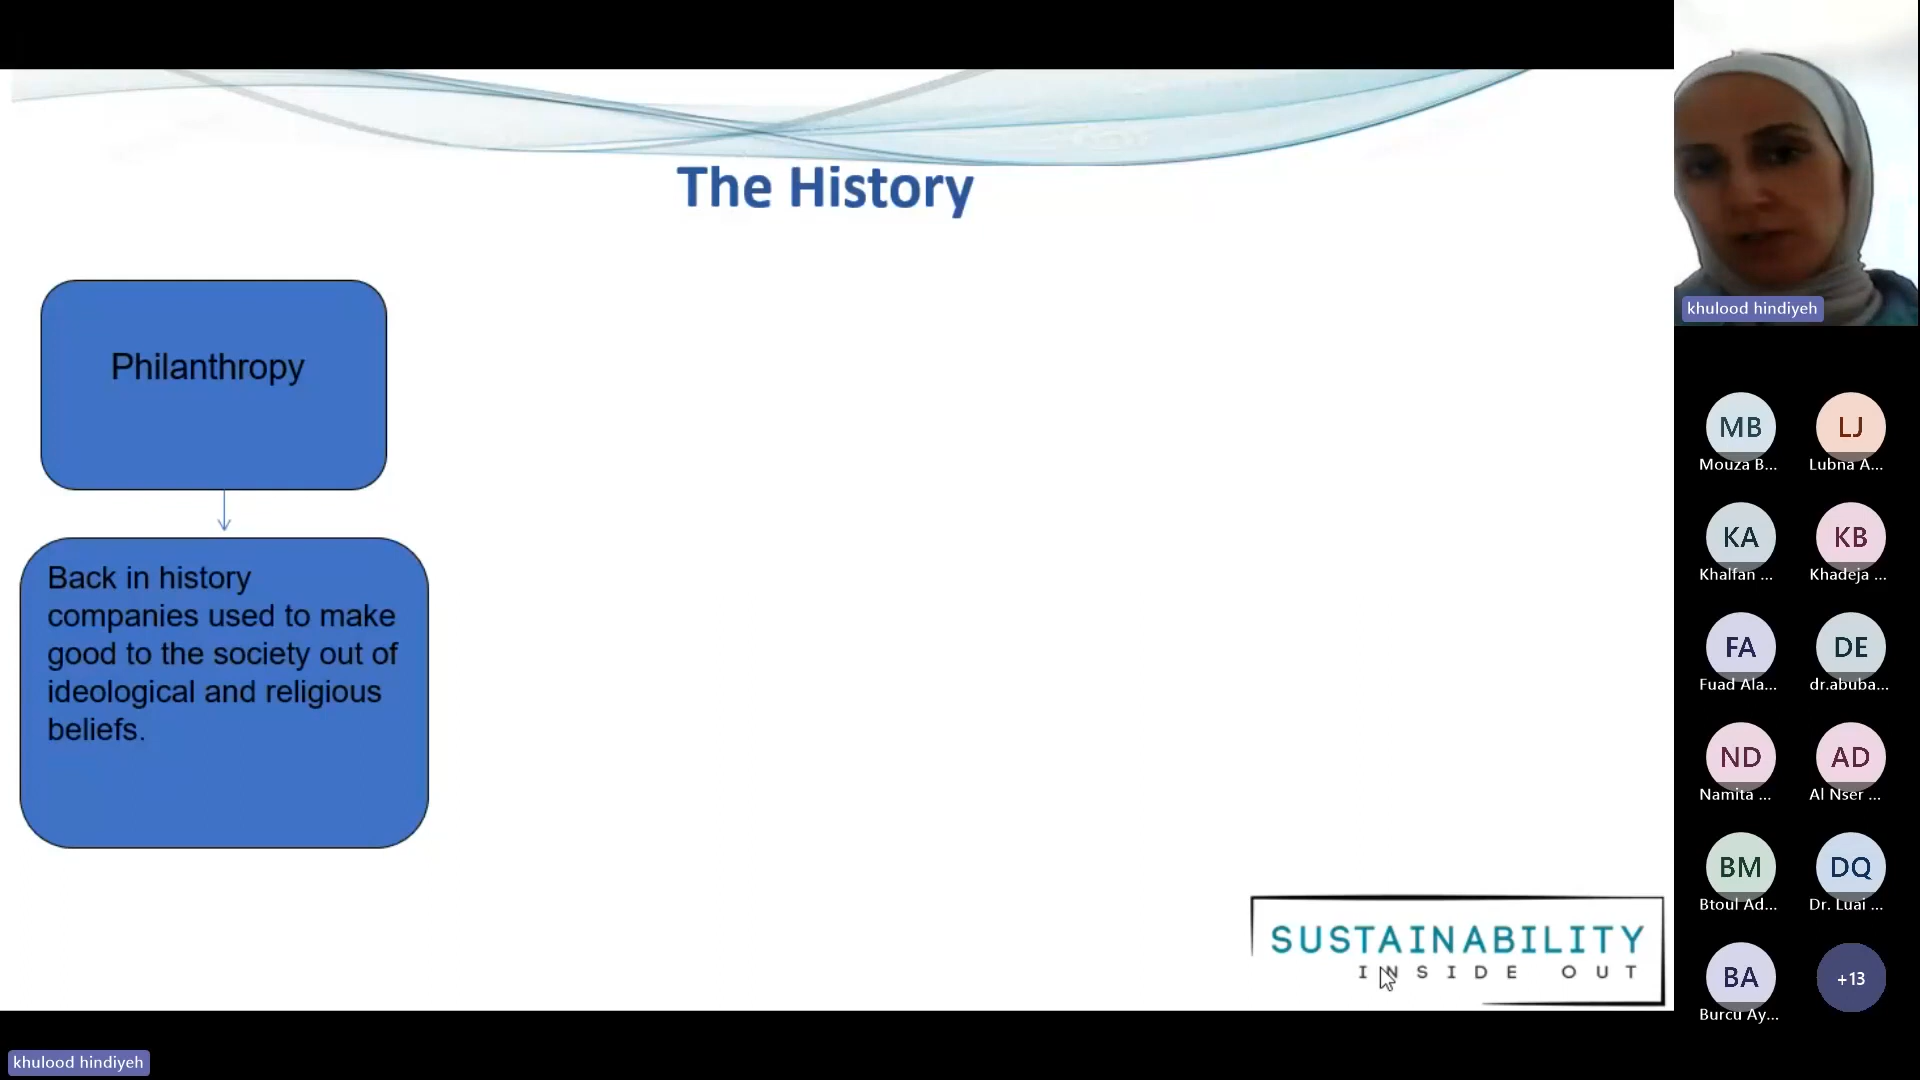 The History
Philanthropy
Back in history
companies used to make
good to the society out of
ideological and religious
beliefs.
SUSTAINABILITY
INSIDE OUT
khulood hindiyeh
MB
Mouza B...
LJ
Lubna A...
KA
Khalfan ...
KB
Khadeja ...
FA
Fuad Ala...
DE
dr.abuba...
ND
Namita ...
AD
Al Nser ...
BM
Btoul Ad...
DQ
Dr. Luai ...
BA
Burcu Ay...
+13
khulood hindiyeh